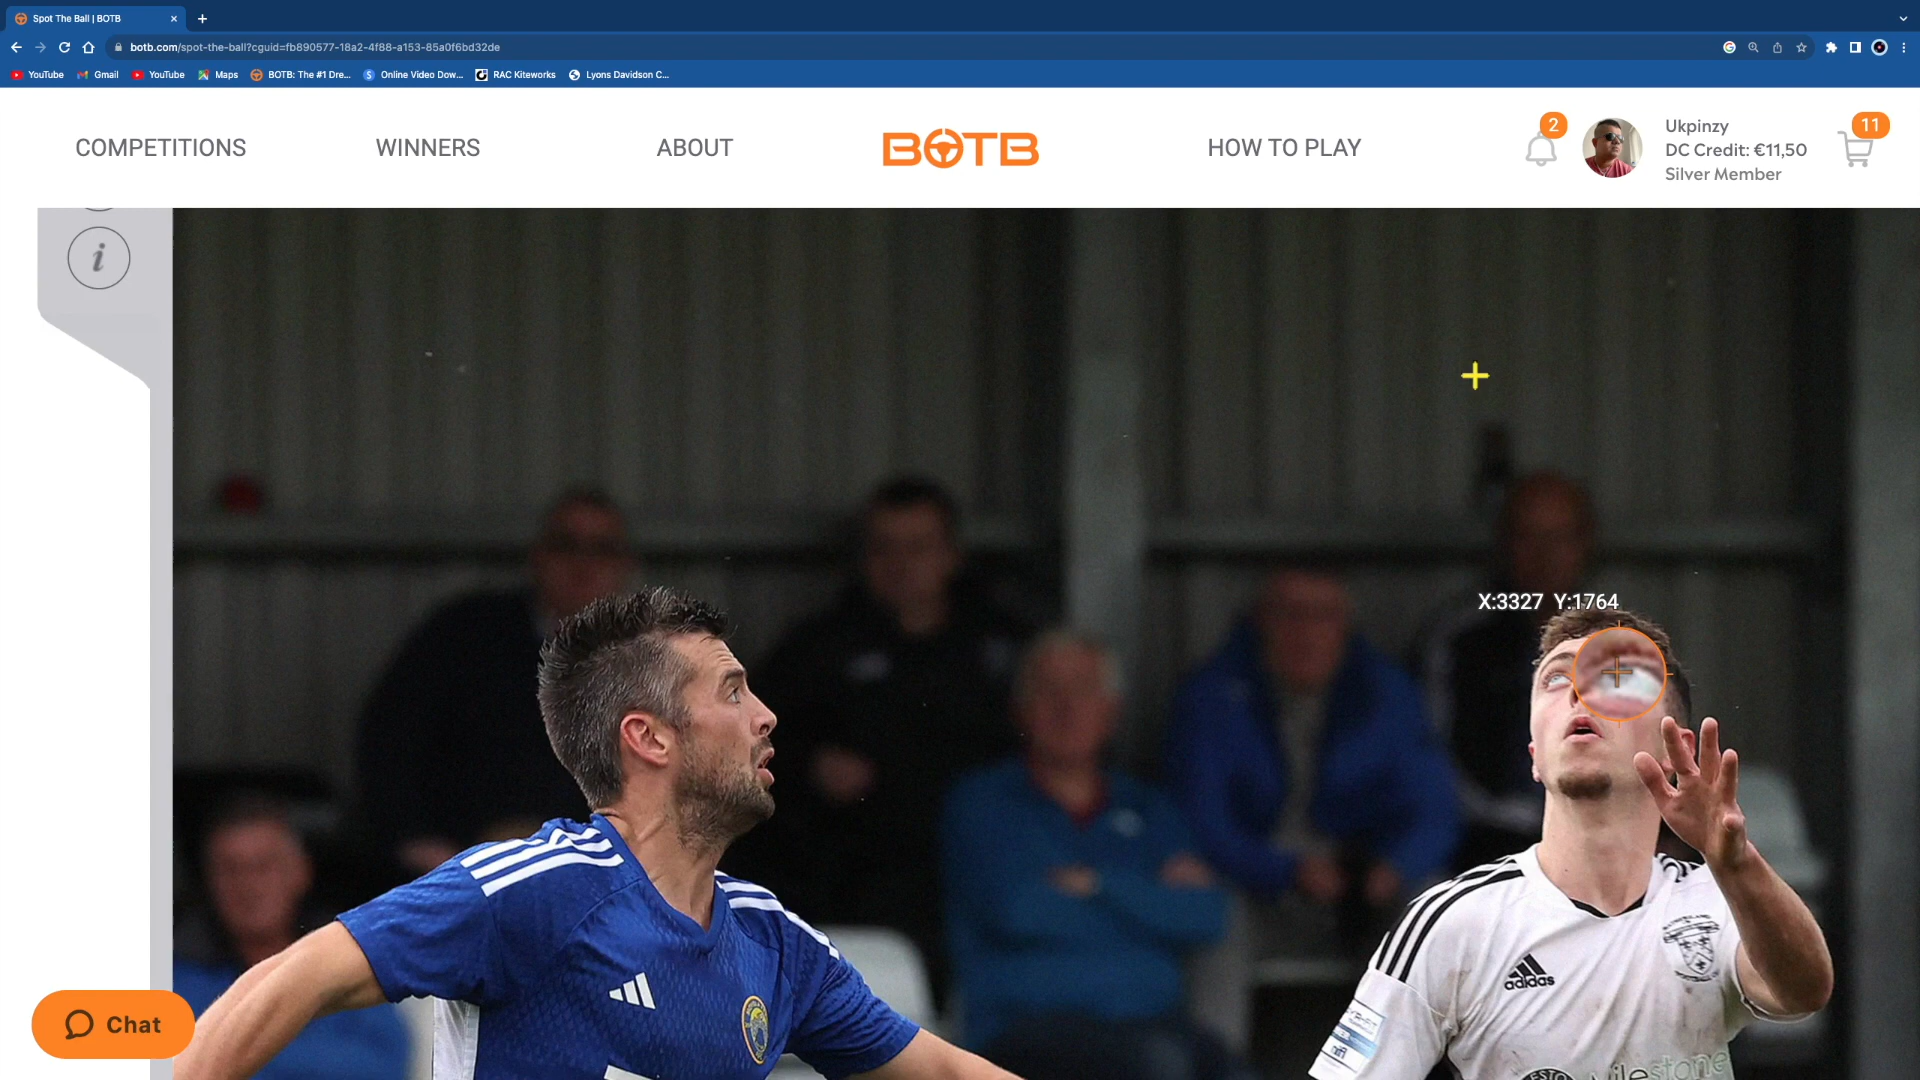 Spot The Ball | BOTB
botb.com/spot-the-ball?cguid=fb890577-18a2-4f88-a153-85a0f6bd32de
YouTube Gmail YouTube Maps BOTB: The #1 Dre... Online Video Dow... RAC Kiteworks Lyons Davidson C...
COMPETITIONS WINNERS ABOUT BOTB HOW TO PLAY
2
Ukpinzy
DC Credit: €11,50
Silver Member
11
i
X:3327 Y:1764
adidas
Milestone
Chat